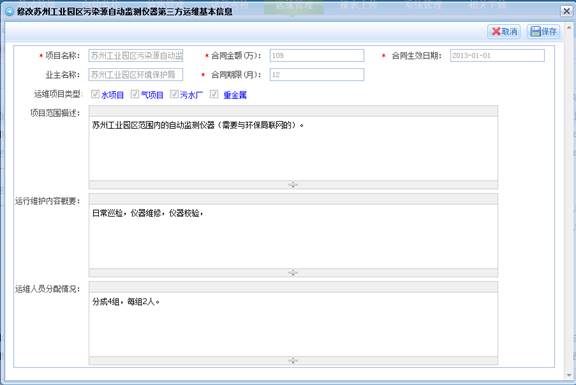 修改苏州工业园区污染源自动监测仪器第三方运维基本信息
取消 保存
* 项目名称: 苏州工业园区污染源自动监 * 合同金额(万): 109 * 合同生效日期: 2013-01-01
业主名称: 苏州工业园区环境保护局 * 合同期限(月): 12
运维项目类型: 水项目 气项目 污水厂 重金属
项目范围描述:
苏州工业园区范围内的自动监测仪器(需要与环保局联网的)。
运行维护内容概要:
日常巡检,仪器维修,仪器校验,
运维人员分配情况:
分成4组,每组2人。